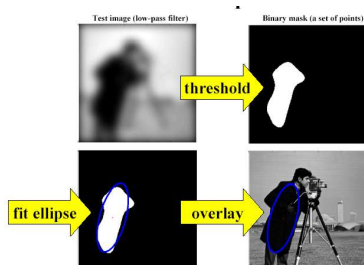 Test image (low-pass filter)
Binary mask (a set of points)
threshold
fit ellipse
overlay